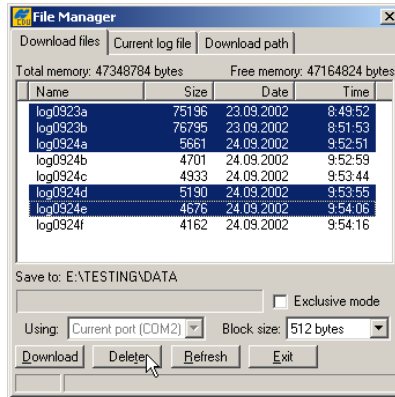 CDU File Manager
Download files Current log file Download path
Total memory: 47348784 bytes Free memory: 47164824 bytes
Name Size Date Time
log0923a 75196 23.09.2002 8:49:52
log0923b 76795 23.09.2002 8:51:53
log0924a 5661 24.09.2002 9:52:51
log0924b 4701 24.09.2002 9:52:59
log0924c 4933 24.09.2002 9:53:44
log0924d 5190 24.09.2002 9:53:55
log0924e 4676 24.09.2002 9:54:06
log0924f 4162 24.09.2002 9:54:16
Save to: E:\TESTING\DATA
Exclusive mode
Using: Current port (COM2) Block size: 512 bytes
Download Delete Refresh Exit